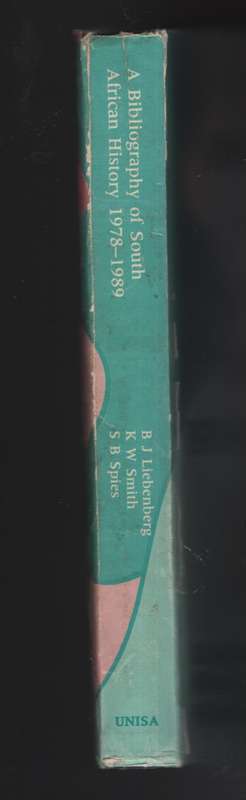 A Bibliography of South
African History 1978–1989
B J Liebenberg
K W Smith
S B Spies
UNISA